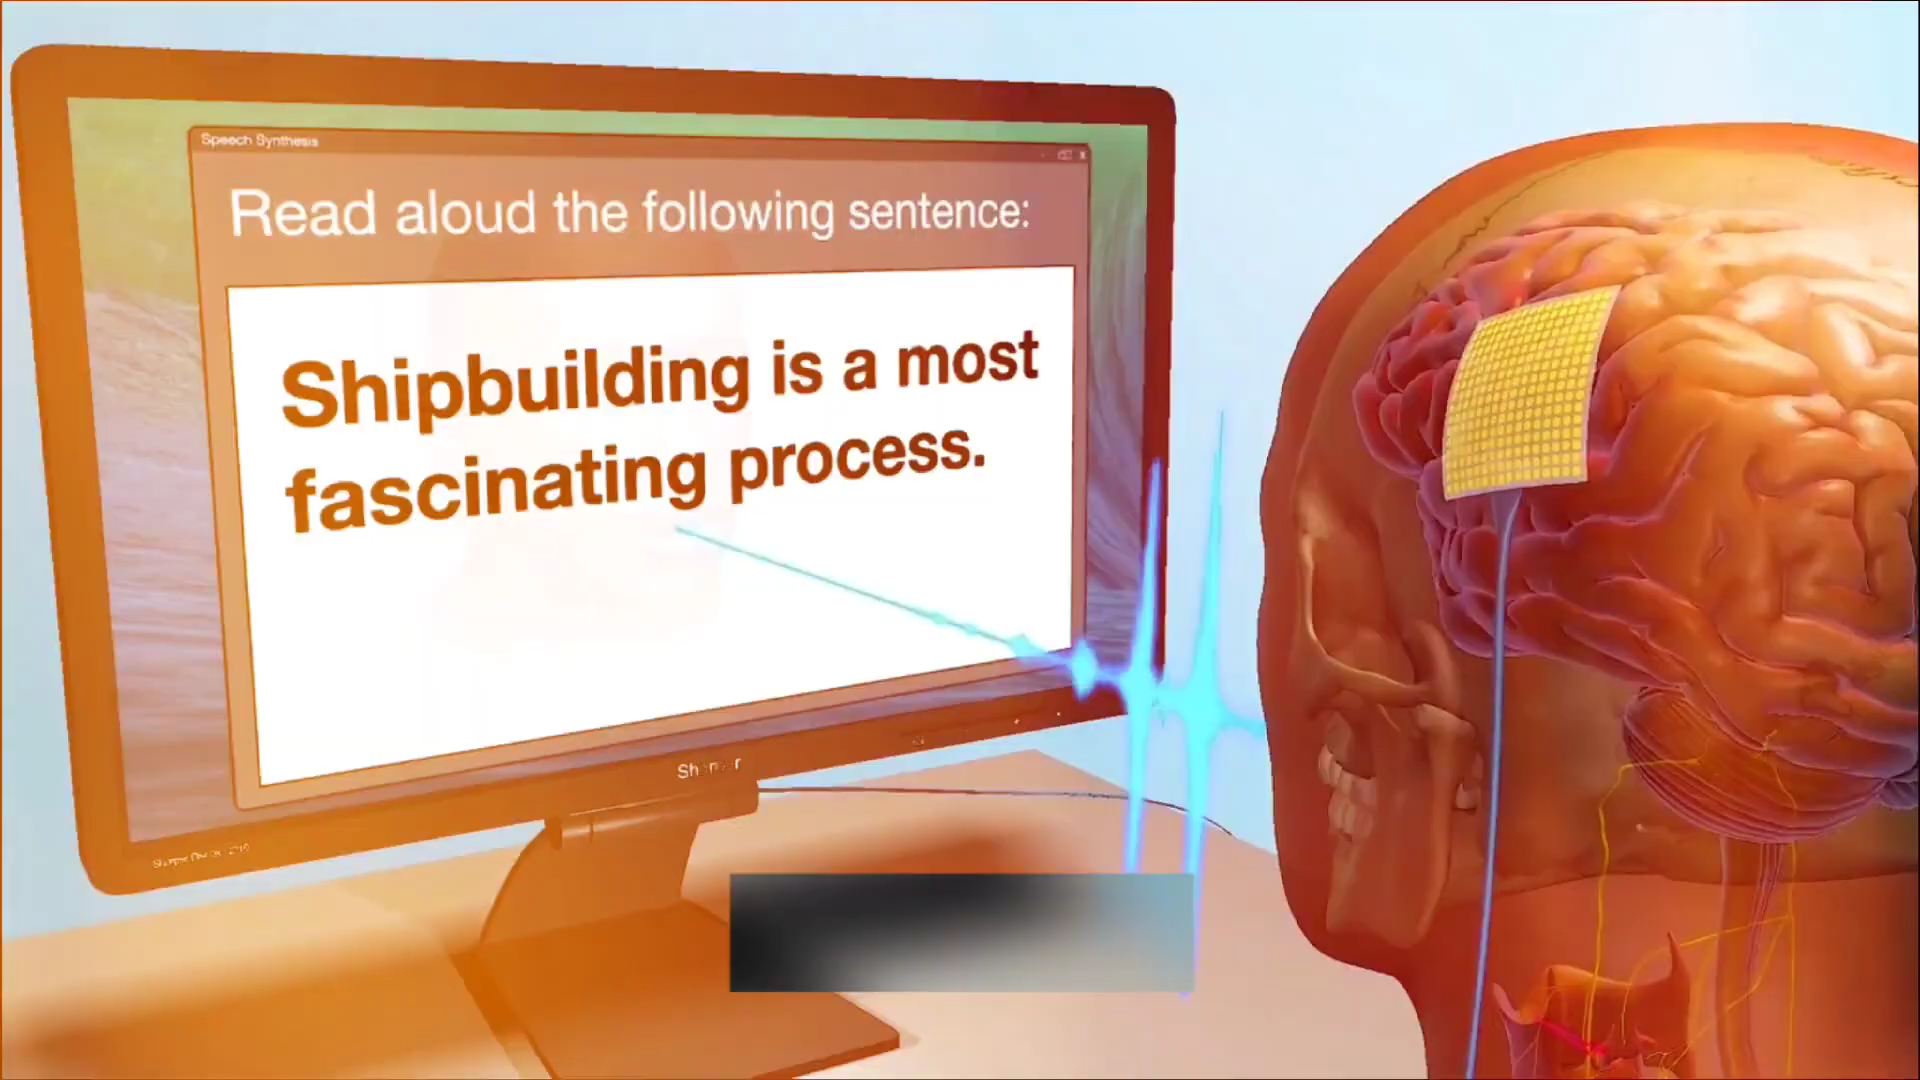 Speech Synthesis
Read aloud the following sentence:
Shipbuilding is a most
fascinating process.